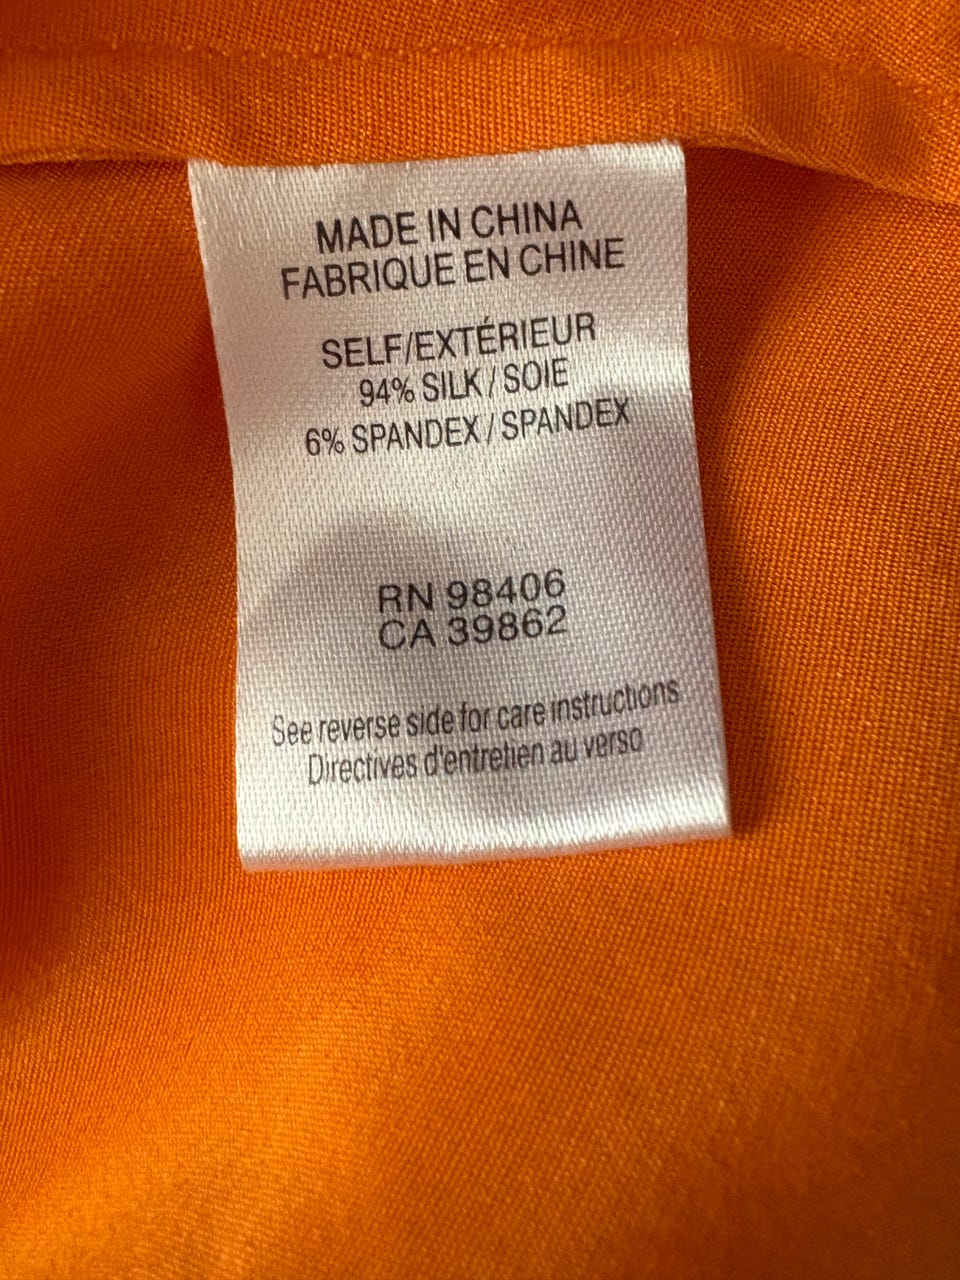 MADE IN CHINA
FABRIQUE EN CHINE
SELF/EXTÉRIEUR
94% SILK / SOIE
6% SPANDEX / SPANDEX
RN 98406
CA 39862
See reverse side for care instructions
Directives d'entretien au verso